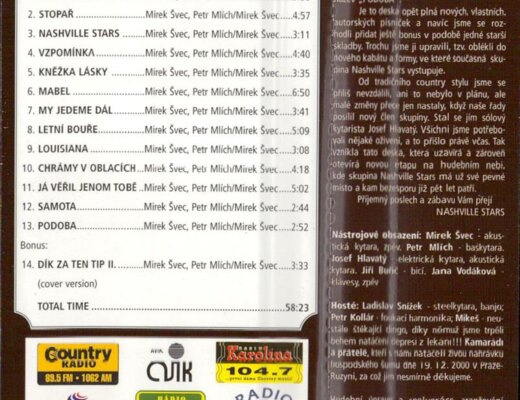 2. STOPAŘ Mirek Švec, Petr Mlích/Mirek Švec 4:57
3. NASHVILLE STARS Mirek Švec, Petr Mlích/Mirek Švec 3:11
4. VZPOMÍNKA Mirek Švec, Petr Mlích/Mirek Švec 4:40
5. KNĚŽKA LÁSKY Mirek Švec, Petr Mlích/Mirek Švec 3:35
6. MABEL Mirek Švec, Petr Mlích/Mirek Švec 6:50
7. MY JEDEME DÁL Mirek Švec, Petr Mlích/Mirek Švec 3:41
8. LETNÍ BOUŘE Mirek Švec, Petr Mlích/Mirek Švec 5:09
9. LOUISIANA Mirek Švec, Petr Mlích/Mirek Švec 3:08
10. CHRÁMY V OBLACÍCH Mirek Švec, Petr Mlích/Mirek Švec 4:18
11. JÁ VĚŘIL JENOM TOBĚ Mirek Švec, Petr Mlích/Mirek Švec 5:02
12. SAMOTA Mirek Švec, Petr Mlích/Mirek Švec 2:44
13. PODOBA Mirek Švec, Petr Mlích/Mirek Švec 2:52
Bonus:
14. DÍK ZA TEN TIP II. Mirek Švec, Petr Mlích/Mirek Švec 3:33
(cover version)
TOTAL TIME 58:23
Country
RADIO
89.5 FM • 1062 AM
CVIK
RADIO
Karolina
104.7
RÁDIO
RADIO
Je to deska opět plná nových, vlastních,
autorských písniček a navíc jsme se roz-
hodli přidat ještě bonus v podobě jedné starší
skladby. Trochu jsme ji upravili, tzv. oblékli do
nového kabátu a formy, ve které současná sku-
pina Nashville Stars vystupuje.
Od tradičního country stylu jsme se
příliš nevzdálili, ani to nebylo v plánu, ale
malé změny přece jen nastaly, když naše řady
posílil nový člen skupiny. Stal se jím sólový
kytarista Josef Hlavatý. Všichni jsme potřebo-
vali nějaké oživení, a to přišlo právě včas. Tak
vznikla tato deska, která uzavírá a zároveň
otevírá novou etapu na hudebním nebi,
kde skupina Nashville Stars má už své pevné
místo a kam bezesporu již pět let patří.
Příjemný poslech a zábavu Vám přejí
NASHVILLE STARS
Nástrojové obsazení: Mirek Švec - akus-
tická kytara, zpěv, Petr Mlích - baskytara,
Josef Hlavatý - elektrická kytara, akustická
kytara, Jiří Buřič - bicí, Jana Vodáková -
klávesy, zpěv
Hosté: Ladislav Snížek - steelkytara, banjo;
Petr Kollár - foukací harmonika; Mikeš - neu-
stále štěkající dingo, díky němuž jsme trpěli
během natáčení depresí z lékání!!! Kamarádi
a přátelé, kteří s námi natáčeli živou nahrávku
hospodského šumu dne 19. 12. 2000 v Praze-
Ruzyni, za což jim nesmírně děkujeme.